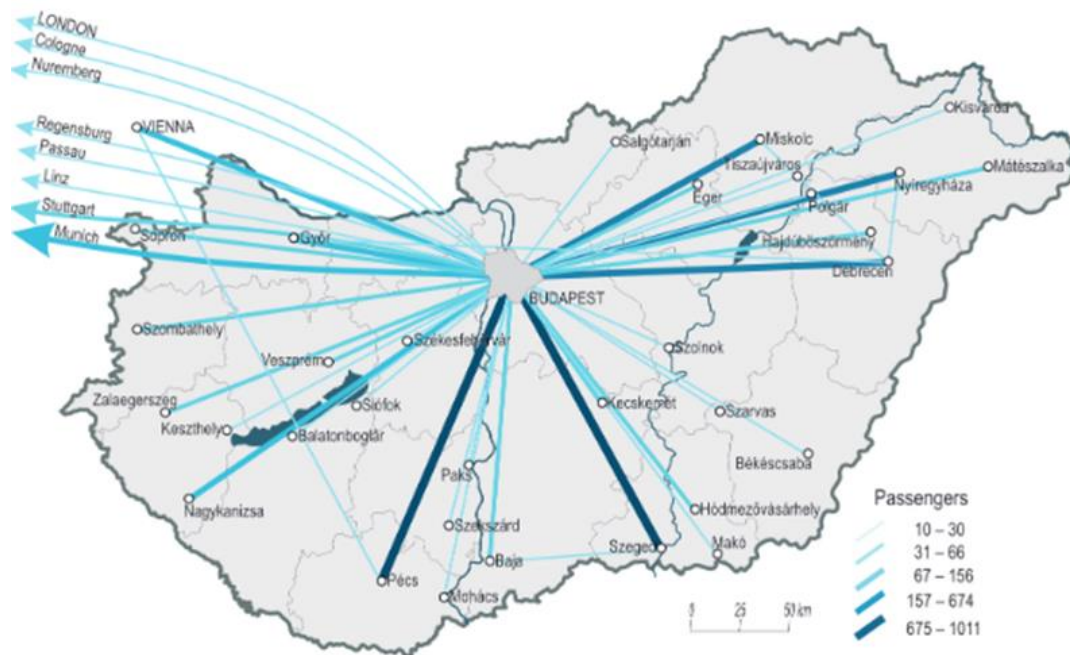 LONDON
Cologne
Nuremberg
Regensburg
VIENNA
Passau
Linz
Stuttgart
Sopron
Munich
Győr
Salgótarján
Miskolc
Kisvárda
Tiszaújváros
Eger
Polgár
Nyíregyháza
Mátészalka
Hajdúböszörmény
Debrecen
BUDAPEST
Szombathely
Veszprém
Székesfehérvár
Szolnok
Zalaegerszeg
Keszthely
Siófok
Balatonboglár
Kecskemét
Szarvas
Békéscsaba
Paks
Nagykanizsa
Szekszárd
Hódmezővásárhely
Szeged
Makó
Baja
Pécs
Mohács
Passengers
10 – 30
31 – 66
67 – 156
157 – 674
675 – 1011
0 25 50 km